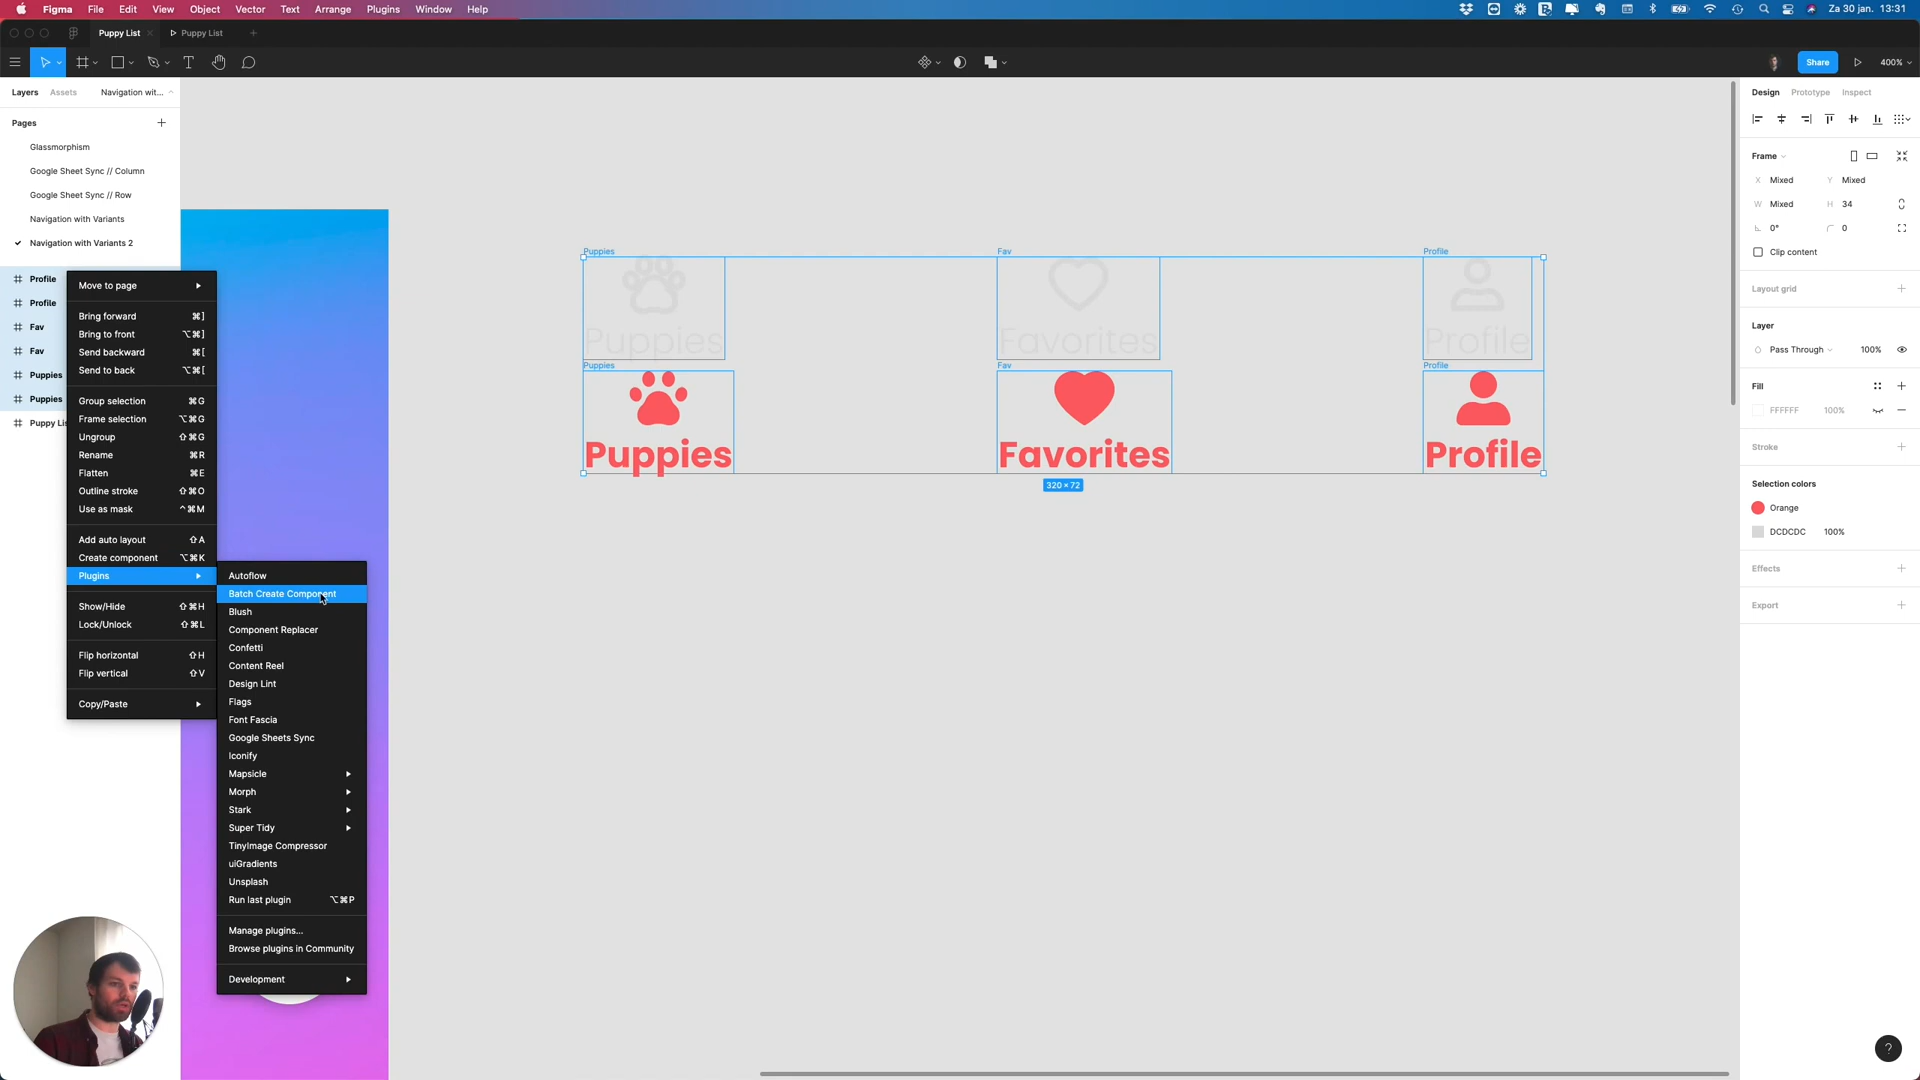 Figma File Edit View Object Vector Text Arrange Plugins Window Help
Za 30 jan. 13:31
Puppy List
Puppy List
Share
400%
Layers Assets Navigation wit...
Pages
Glassmorphism
Google Sheet Sync // Column
Google Sheet Sync // Row
Navigation with Variants
Navigation with Variants 2
Profile
Profile
Fav
Fav
Puppies
Puppies
Puppy Lis
Move to page
Bring forward ⌘]
Bring to front ⌥⌘]
Send backward ⌘[
Send to back ⌥⌘[
Group selection ⌘G
Frame selection ⌥⌘G
Ungroup ⇧⌘G
Rename ⌘R
Flatten ⌘E
Outline stroke ⇧⌘O
Use as mask ^⌘M
Add auto layout ⇧A
Create component ⌥⌘K
Plugins
Show/Hide ⇧⌘H
Lock/Unlock ⇧⌘L
Flip horizontal ⇧H
Flip vertical ⇧V
Copy/Paste
Autoflow
Batch Create Component
Blush
Component Replacer
Confetti
Content Reel
Design Lint
Flags
Font Fascia
Google Sheets Sync
Iconify
Mapsicle
Morph
Stark
Super Tidy
TinyImage Compressor
uiGradients
Unsplash
Run last plugin ⌥⌘P
Manage plugins...
Browse plugins in Community
Development
Puppies Fav Profile
Puppies Favorites Profile
Puppies Fav Profile
Puppies Favorites Profile
320 × 72
Design Prototype Inspect
Frame
X Mixed Y Mixed
W Mixed H 34
0° 0
Clip content
Layout grid
Layer
Pass Through 100%
Fill
FFFFFF 100%
Stroke
Selection colors
Orange
DCDCDC 100%
Effects
Export
?